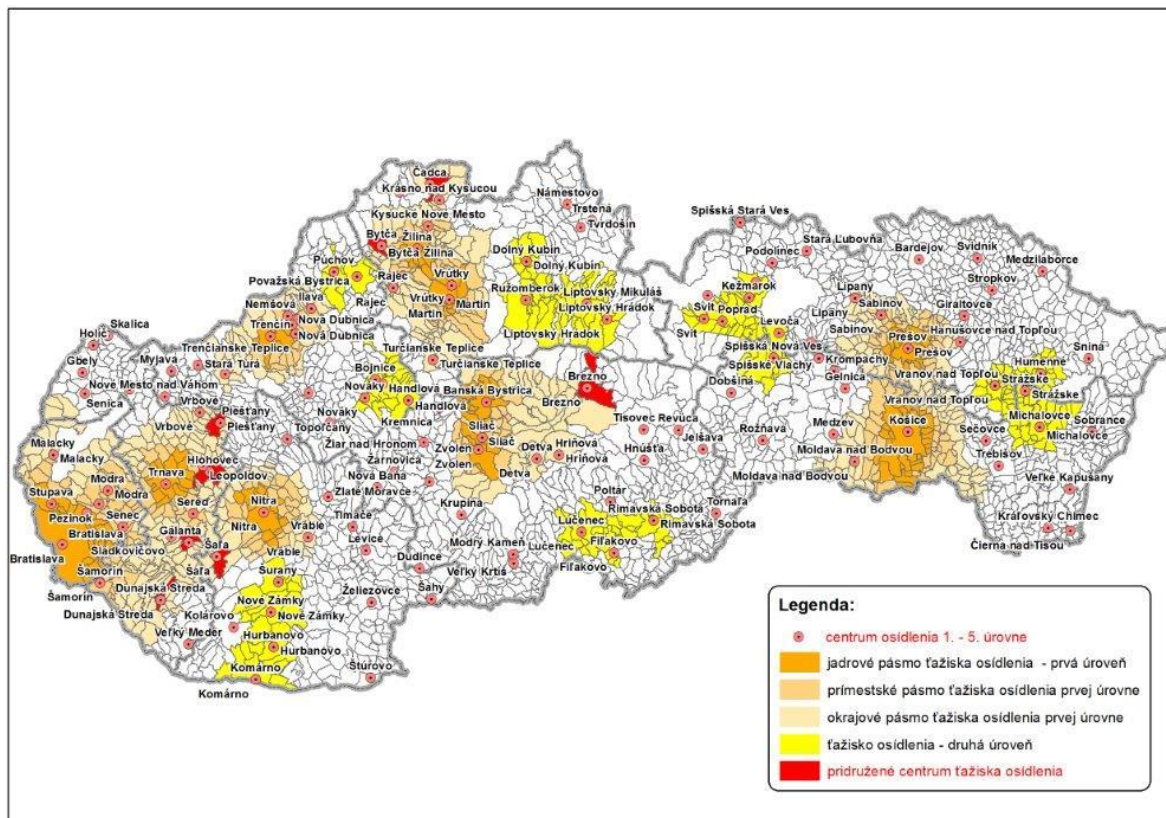 Čadca
Krásno nad Kysucou
Námestovo
Trstená
Tvrdošín
Spišská Stará Ves
Kysucké Nové Mesto
Bytča
Žilina
Bytča Žilina
Dolný Kubín
Dolný Kubín
Podolínec
Stará Ľubovňa
Bardejov
Svidník
Medzilaborce
Stropkov
Púchov
Považská Bystrica
Rajec
Rajec
Vrútky
Vrútky
Martin
Martin
Ružomberok
Liptovský Mikuláš
Liptovský Hrádok
Liptovský Hrádok
Kežmarok
Svit
Poprad
Svit
Levoča
Lipany
Lipany
Sabinov
Sabinov
Giraltovce
Hanušovce nad Topľou
Prešov
Prešov
Snina
Humenné
Ilava
Nemšová
Nová Dubnica
Nová Dubnica
Trenčín
Trenčianske Teplice
Turčianske Teplice
Turčianske Teplice
Spišská Nová Ves
Spišské Vlachy
Krompachy
Gelnica
Dobšiná
Vranov nad Topľou
Vranov nad Topľou
Strážske
Strážske
Holíč
Skalica
Gbely
Myjava
Stará Turá
Nové Mesto nad Váhom
Senica
Vrbové
Vrbové
Piešťany
Piešťany
Bojnice
Nováky
Nováky
Handlová
Handlová
Topoľčany
Kremnica
Banská Bystrica
Brezno
Brezno
Tisovec
Revúca
Jelšava
Hnúšťa
Rožňava
Medzev
Košice
Michalovce
Michalovce
Sobrance
Sečovce
Trebišov
Malacky
Malacky
Hlohovec
Leopoldov
Trnava
Žiar nad Hronom
Žarnovica
Nová Baňa
Zlaté Moravce
Sliač
Sliač
Zvolen
Zvolen
Detva
Detva
Hriňová
Hriňová
Moldava nad Bodvou
Moldava nad Bodvou
Veľké Kapušany
Kráľovský Chlmec
Čierna nad Tisou
Stupava
Modra
Modra
Pezinok
Senec
Sereď
Nitra
Nitra
Vráble
Vráble
Tlmače
Levice
Krupina
Poltár
Rimavská Sobota
Rimavská Sobota
Tornaľa
Bratislava
Bratislava
Sládkovičovo
Galanta
Šaľa
Šaľa
Šamorín
Šamorín
Dunajská Streda
Dunajská Streda
Šurany
Dudince
Modrý Kameň
Veľký Krtíš
Lučenec
Lučenec
Fiľakovo
Fiľakovo
Šahy
Želiezovce
Kolárovo
Veľký Meder
Nové Zámky
Nové Zámky
Hurbanovo
Hurbanovo
Komárno
Komárno
Štúrovo
Legenda:
centrum osídlenia 1. - 5. úrovne
jadrové pásmo ťažiska osídlenia - prvá úroveň
prímestské pásmo ťažiska osídlenia prvej úrovne
okrajové pásmo ťažiska osídlenia prvej úrovne
ťažisko osídlenia - druhá úroveň
pridružené centrum ťažiska osídlenia